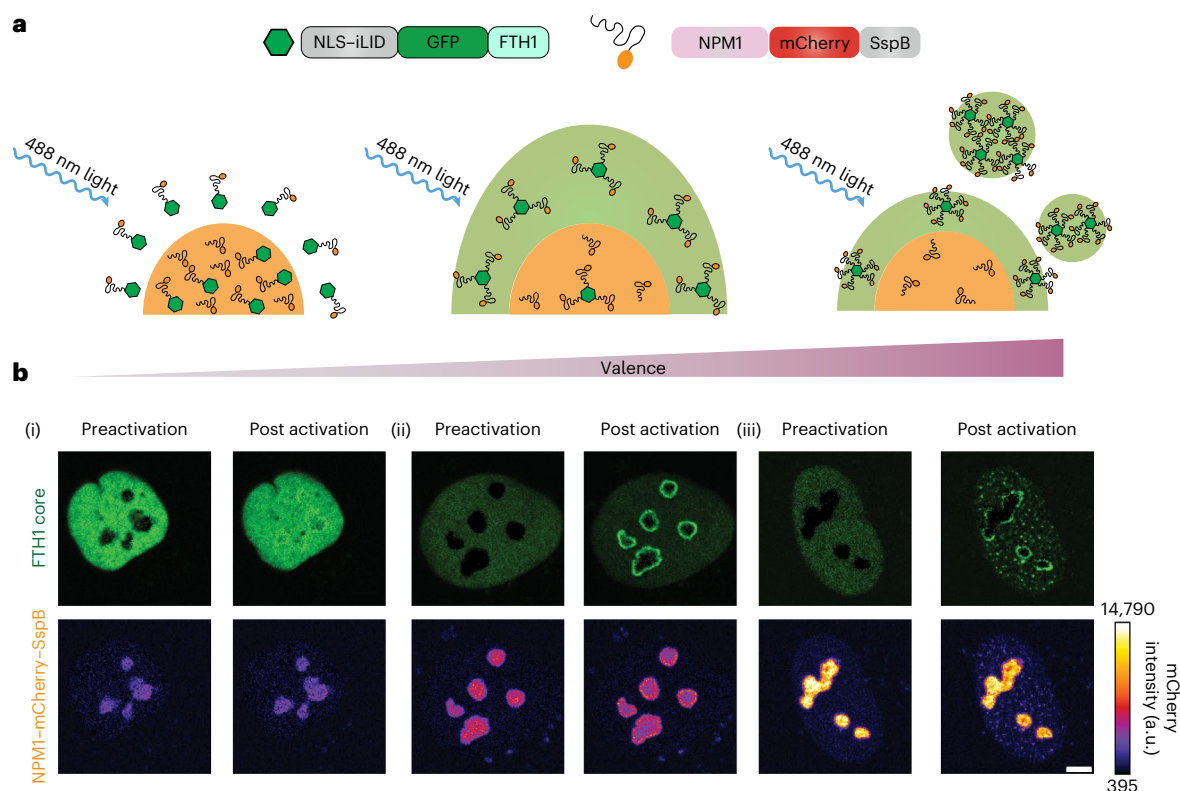 a
NLS–iLID GFP FTH1 NPM1 mCherry SspB
488 nm light 488 nm light 488 nm light
Valence
b
(i) Preactivation Post activation (ii) Preactivation Post activation (iii) Preactivation Post activation
FTH1 core
NPM1–mCherry–SspB
14,790
mCherry
intensity (a.u.)
395